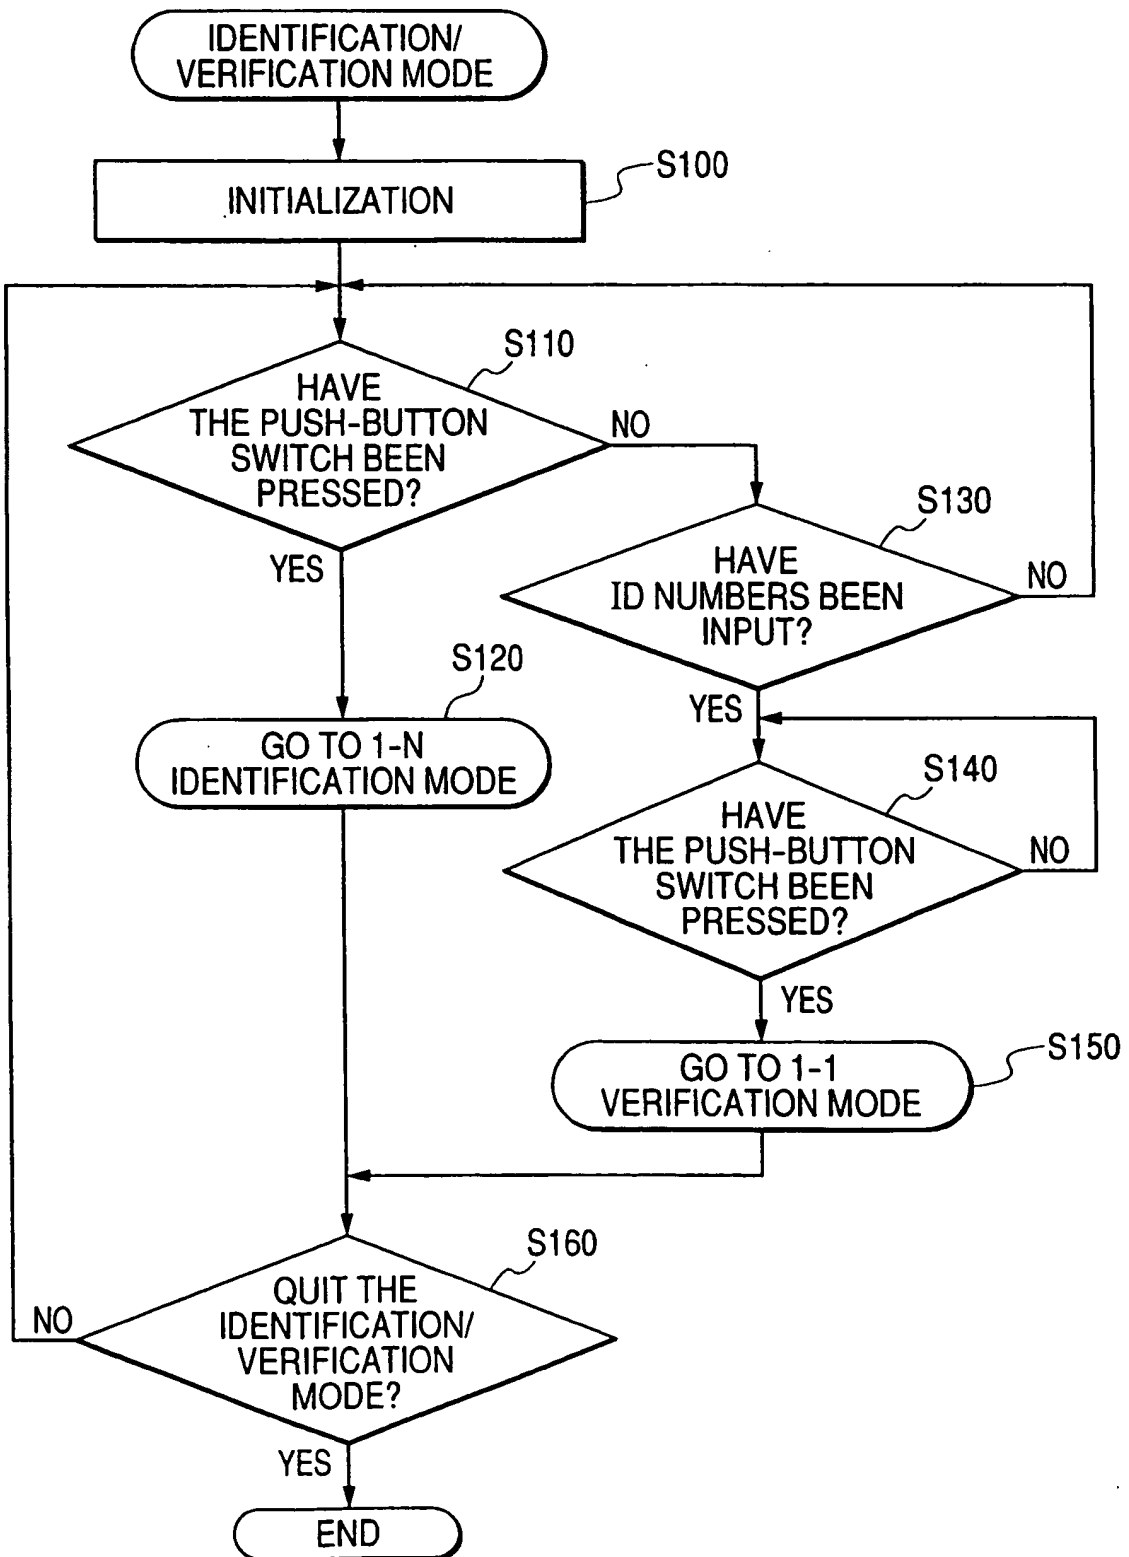 IDENTIFICATION/
VERIFICATION MODE
S100
INITIALIZATION
S110
HAVE
THE PUSH-BUTTON
SWITCH BEEN
PRESSED?
NO
YES
S130
HAVE
ID NUMBERS BEEN
INPUT?
NO
YES
S120
GO TO 1-N
IDENTIFICATION MODE
S140
HAVE
THE PUSH-BUTTON
SWITCH BEEN
PRESSED?
NO
YES
S150
GO TO 1-1
VERIFICATION MODE
S160
QUIT THE
IDENTIFICATION/
VERIFICATION
MODE?
NO
YES
END